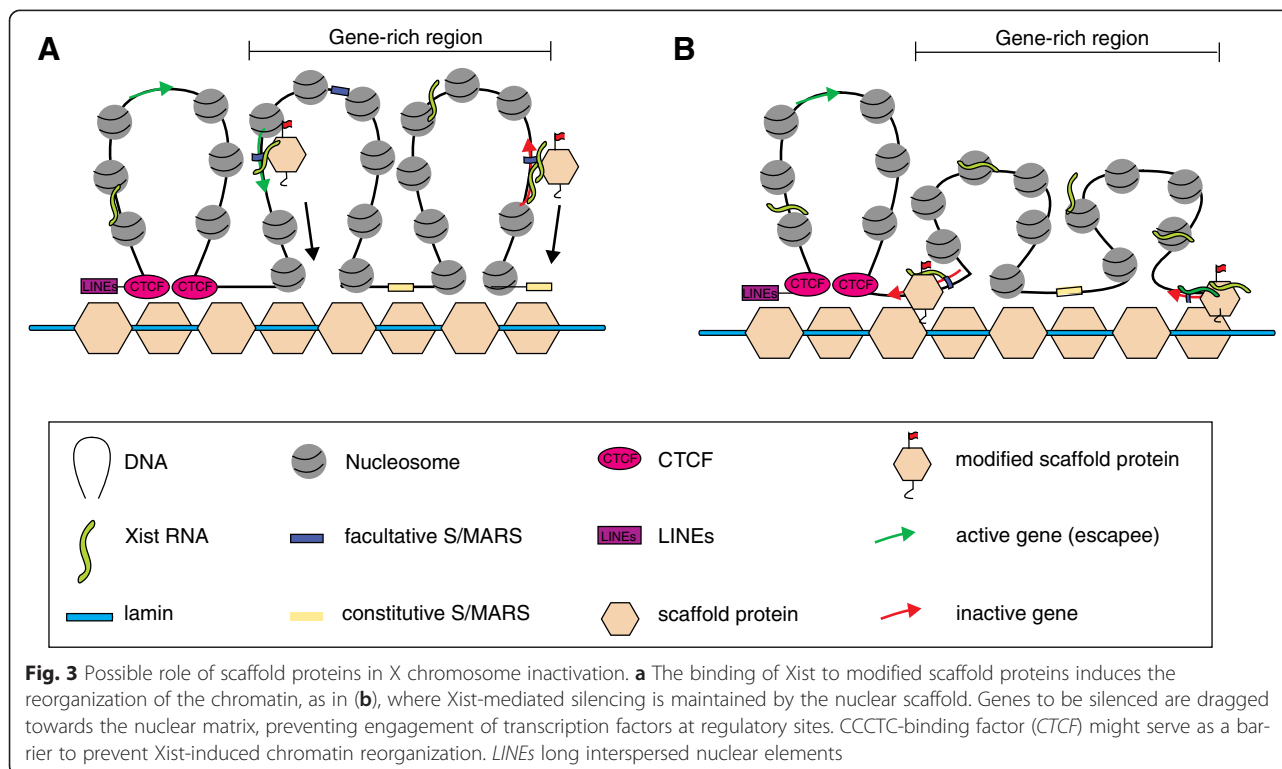 A
Gene-rich region
LINEs
CTCF
CTCF
B
Gene-rich region
LINEs
CTCF
CTCF
DNA
Nucleosome
CTCF
CTCF
modified scaffold protein
Xist RNA
facultative S/MARS
LINEs
LINEs
active gene (escapee)
lamin
constitutive S/MARS
scaffold protein
inactive gene
Fig. 3 Possible role of scaffold proteins in X chromosome inactivation. a The binding of Xist to modified scaffold proteins induces the
reorganization of the chromatin, as in (b), where Xist-mediated silencing is maintained by the nuclear scaffold. Genes to be silenced are dragged
towards the nuclear matrix, preventing engagement of transcription factors at regulatory sites. CCCTC-binding factor (CTCF) might serve as a bar-
rier to prevent Xist-induced chromatin reorganization. LINEs long interspersed nuclear elements